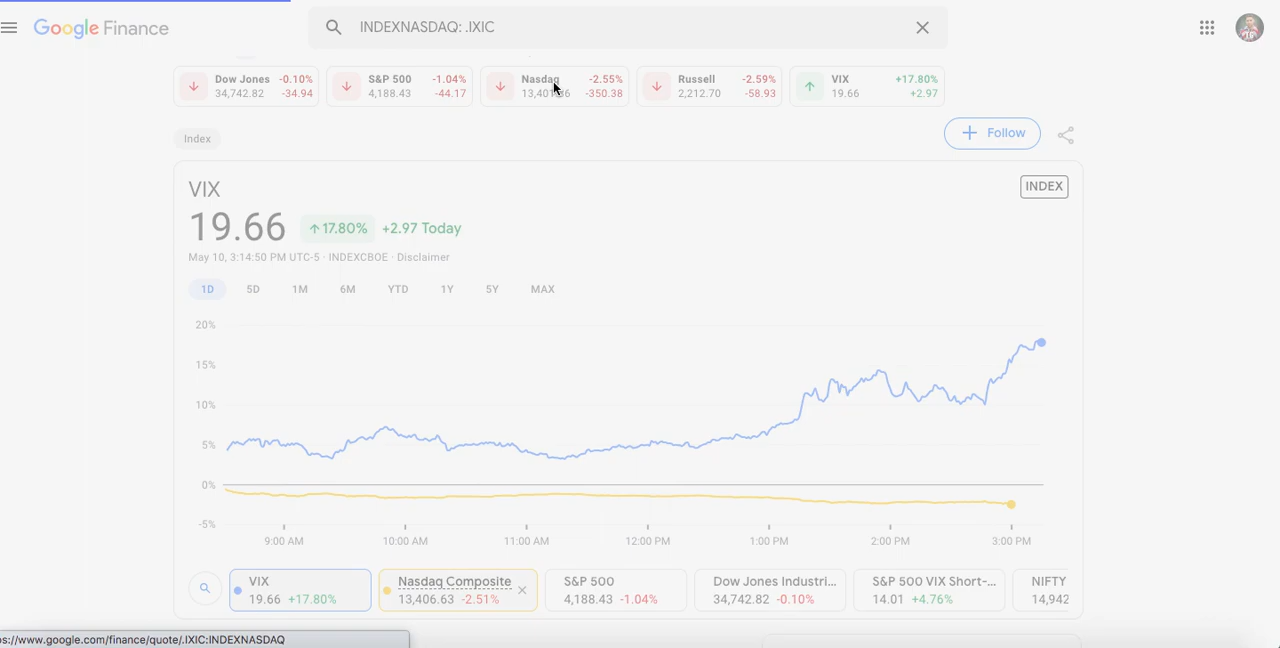 Google Finance
INDEXNASDAQ: .IXIC
Dow Jones -0.10%
34,742.82 -34.94
S&P 500 -1.04%
4,188.43 -44.17
Nasdaq -2.55%
-350.38
Russell -2.59%
2,212.70 -58.93
VIX +17.80%
19.66 +2.97
Index
Follow
VIX
INDEX
19.66 17.80% +2.97 Today
May 10, 3:14:50 PM UTC-5 · INDEXCBOE · Disclaimer
1D 5D 1M 6M YTD 1Y 5Y MAX
20%
15%
10%
5%
0%
-5%
9:00 AM 10:00 AM 11:00 AM 12:00 PM 1:00 PM 2:00 PM 3:00 PM
VIX
19.66 +17.80%
Nasdaq Composite
13,406.63 -2.51%
S&P 500
4,188.43 -1.04%
Dow Jones Industri...
34,742.82 -0.10%
S&P 500 VIX Short-...
14.01 +4.76%
NIFTY
14,942
ps://www.google.com/finance/quote/.IXIC:INDEXNASDAQ